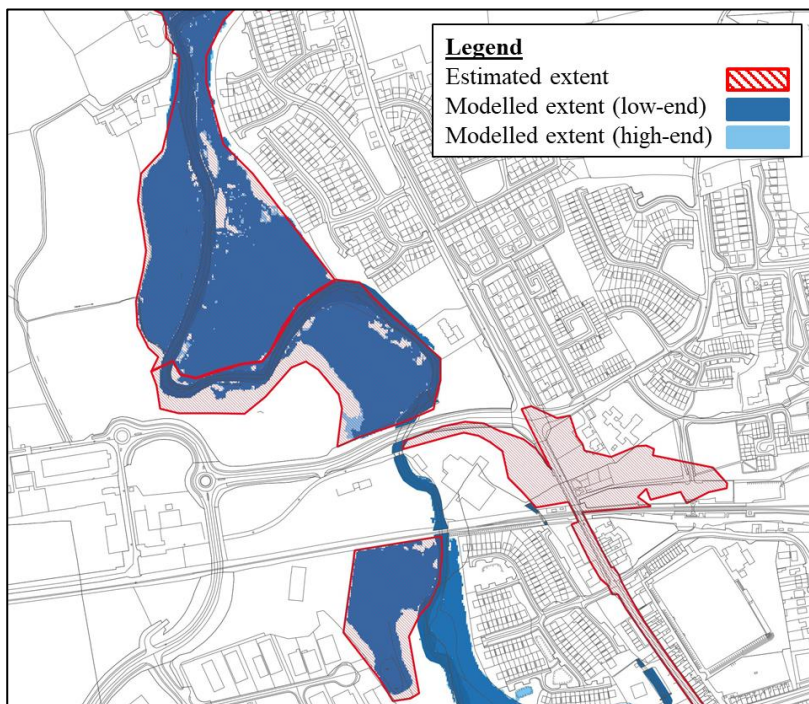 Legend
Estimated extent
Modelled extent (low-end)
Modelled extent (high-end)